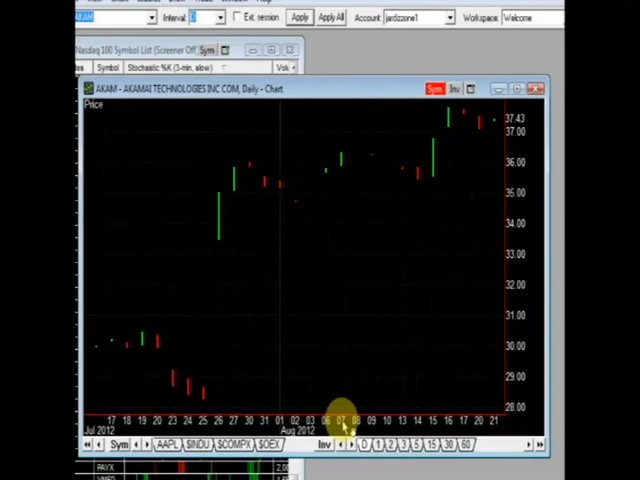 AKAM Interval: D Ext. session Apply Apply All Account: jardizzone1 Workspace: Welcome
Nasdaq 100 Symbol List (Screener Off) Sym
Symbol Stochastic %K (3-min, slow)
AKAM - AKAMAI TECHNOLOGIES INC COM, Daily - Chart Sym Inv
Price
37.43
37.00
36.00
35.00
34.00
33.00
32.00
31.00
30.00
29.00
28.00
17 18 19 20 23 24 25 26 27 30 31 01 02 03 06 07 08 09 10 13 14 15 16 17 20 21
Jul 2012 Aug 2012
Sym AAPL $INDU $COMPX $OEX Inv D 1 2 3 5 15 30 60
PAYX